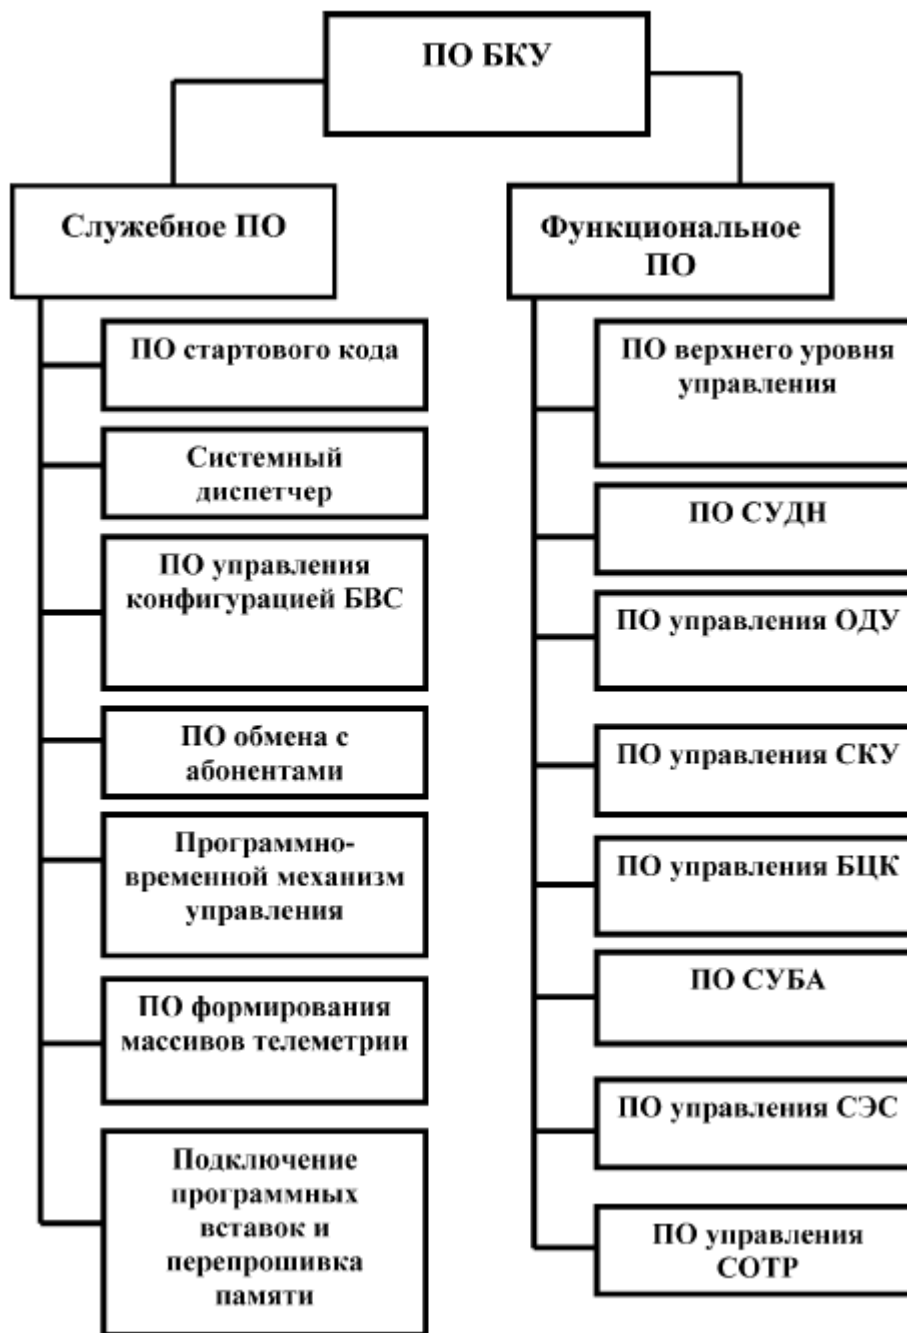 ПО БКУ
Служебное ПО
ПО стартового кода
Системный
диспетчер
ПО управления
конфигурацией БВС
ПО обмена с
абонентами
Программно-
временной механизм
управления
ПО формирования
массивов телеметрии
Подключение
программных
вставок и
перепрошивка
памяти
Функциональное
ПО
ПО верхнего уровня
управления
ПО СУДН
ПО управления ОДУ
ПО управления СКУ
ПО управления БЦК
ПО СУБА
ПО управления СЭС
ПО управления
СОТР